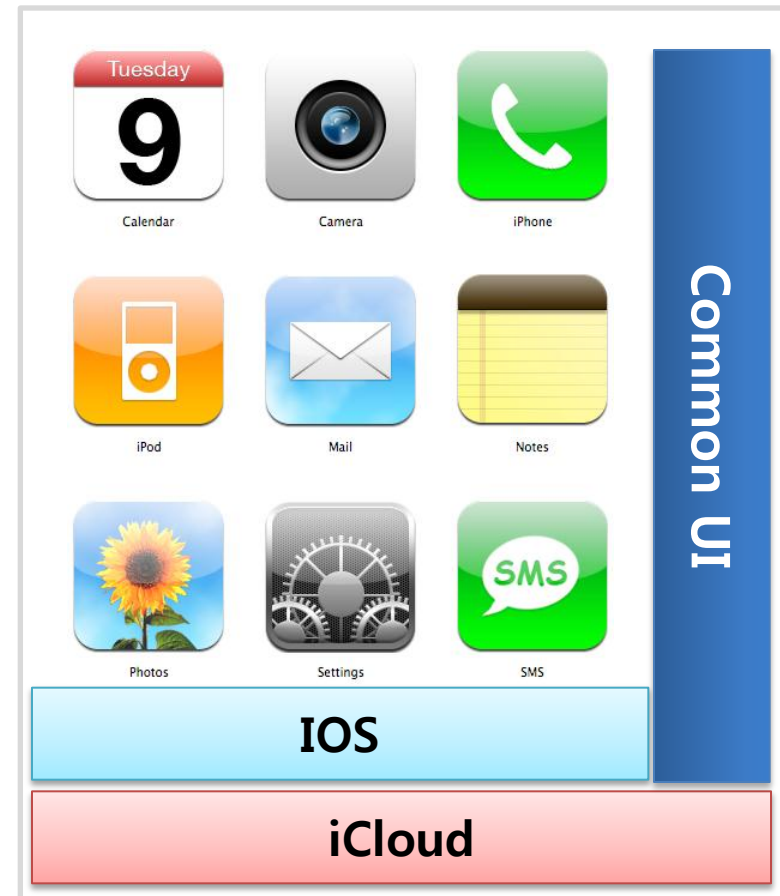 Tuesday
9
Calendar
Camera
iPhone
iPod
Mail
Notes
SMS
Photos
Settings
SMS
Common UI
IOS
iCloud